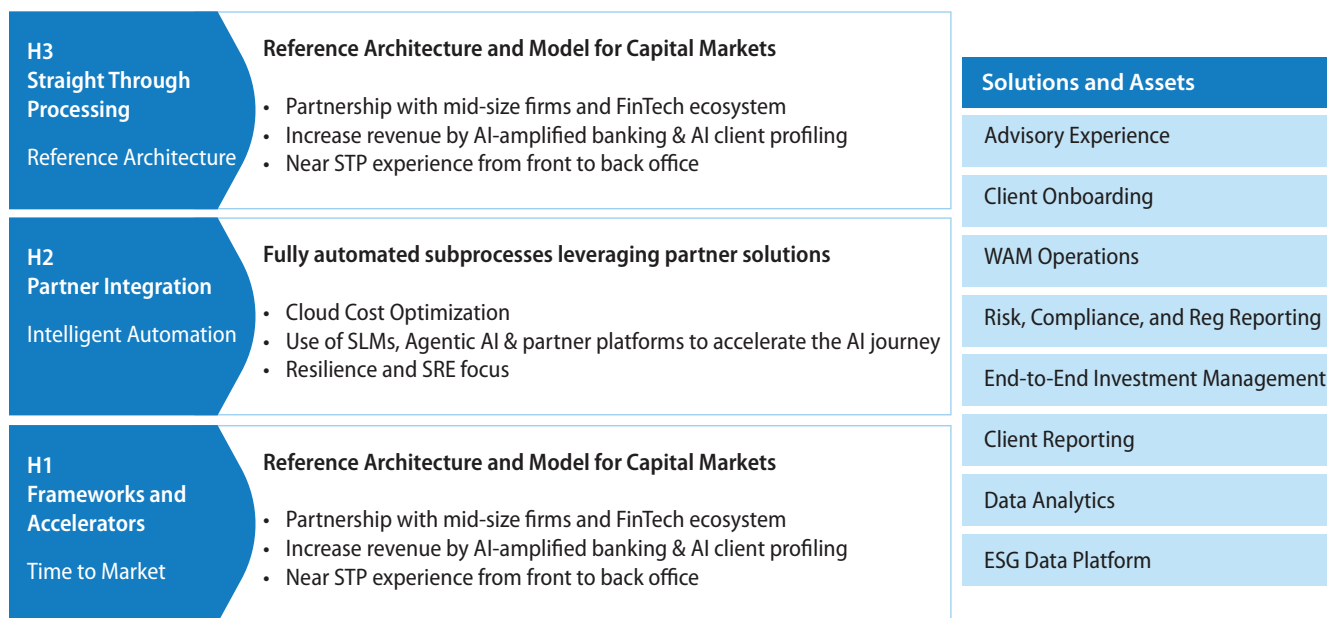 H3
Straight Through
Processing
Reference Architecture
Reference Architecture and Model for Capital Markets
• Partnership with mid-size firms and FinTech ecosystem
• Increase revenue by AI-amplified banking & AI client profiling
• Near STP experience from front to back office
H2
Partner Integration
Intelligent Automation
Fully automated subprocesses leveraging partner solutions
• Cloud Cost Optimization
• Use of SLMs, Agentic AI & partner platforms to accelerate the AI journey
• Resilience and SRE focus
H1
Frameworks and
Accelerators
Time to Market
Reference Architecture and Model for Capital Markets
• Partnership with mid-size firms and FinTech ecosystem
• Increase revenue by AI-amplified banking & AI client profiling
• Near STP experience from front to back office
Solutions and Assets
Advisory Experience
Client Onboarding
WAM Operations
Risk, Compliance, and Reg Reporting
End-to-End Investment Management
Client Reporting
Data Analytics
ESG Data Platform